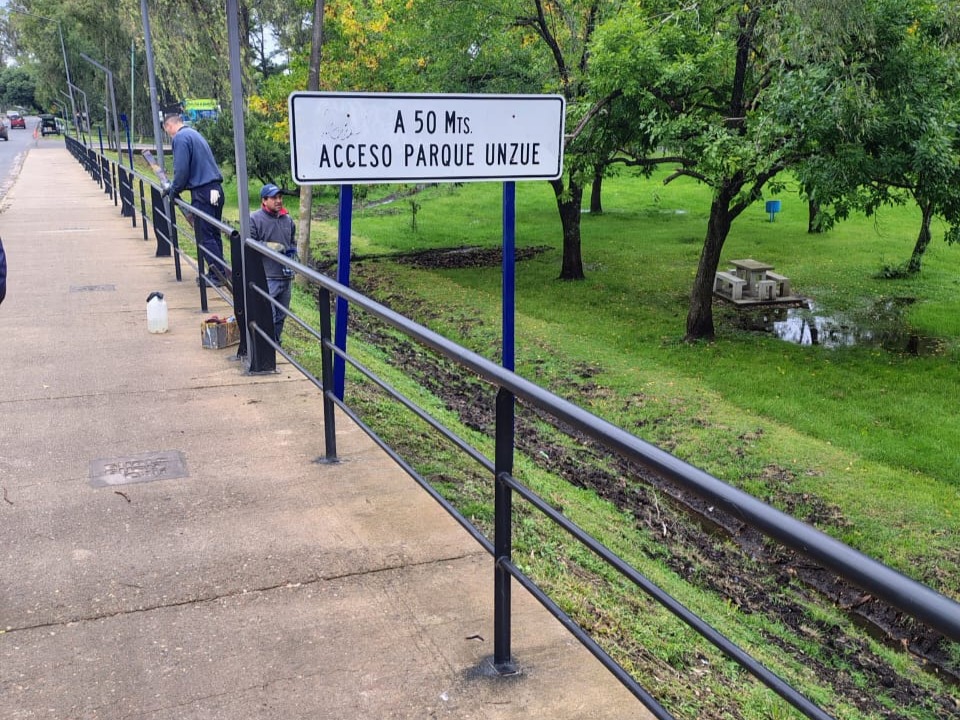 A 50 MTS.
ACCESO PARQUE UNZUE